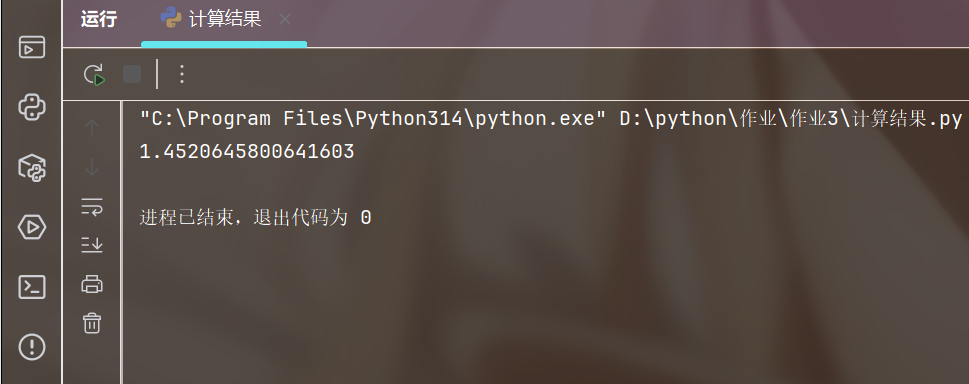 运行 计算结果
"C:\Program Files\Python314\python.exe" D:\python\作业\作业3\计算结果.py
1.4520645800641603
进程已结束，退出代码为 0